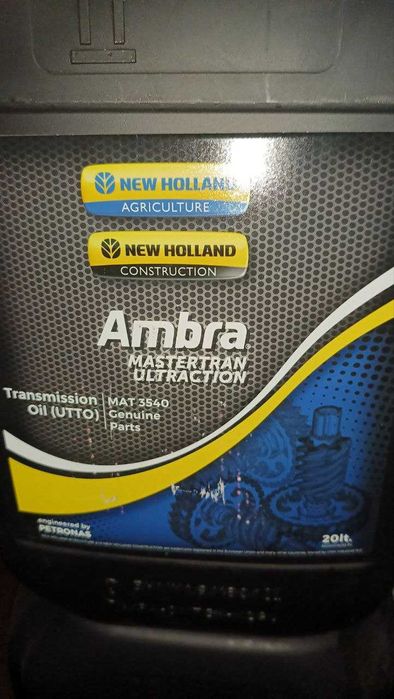 NEW HOLLAND
AGRICULTURE
NEW HOLLAND
CONSTRUCTION
Ambra
MASTERTRAN
ULTRACTION
Transmission
Oil (UTTO)
MAT 3540
Genuine
Parts
engineered by
PETRONAS
20lt.